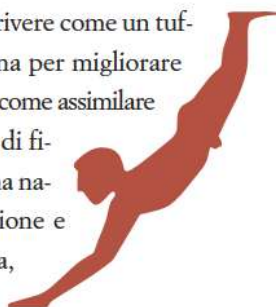 rivere come un tuf-
na per migliorare
come assimilare
di fi-
na na-
ione e
a,